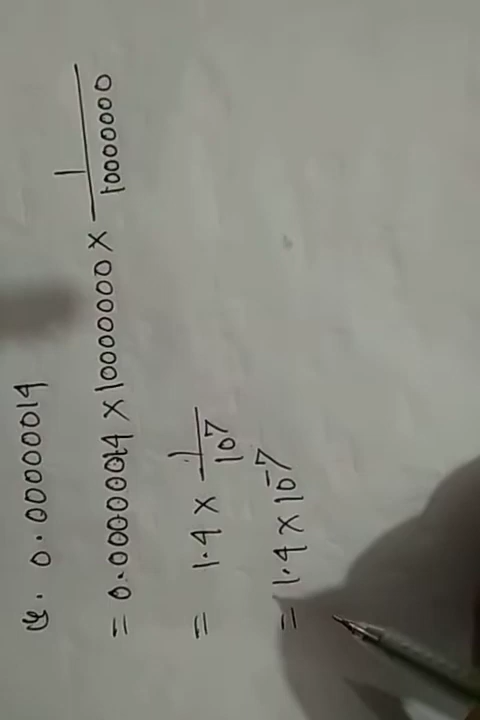 e. 0.00000014
= 0.00000014 × 10000000 × 1/10000000
= 1.4 × 1/10⁷
= 1.4 × 10⁻⁷